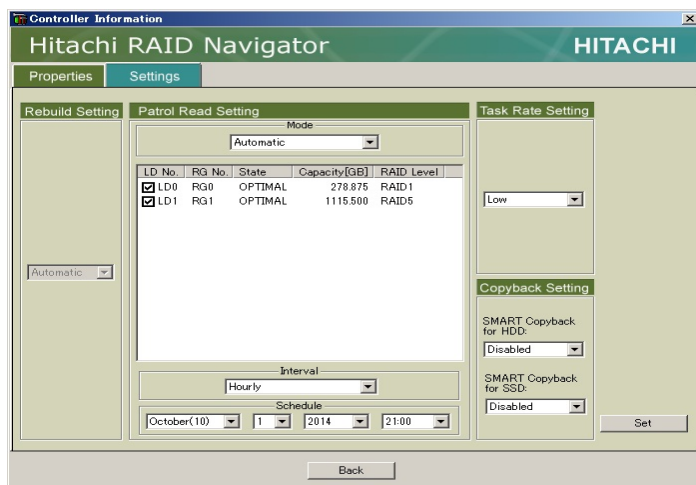 Controller Information
Hitachi RAID Navigator
HITACHI
Properties
Settings
Rebuild Setting
Automatic
Patrol Read Setting
Mode
Automatic
LD No. RG No. State Capacity[GB] RAID Level
LD0 RG0 OPTIMAL 278.875 RAID1
LD1 RG1 OPTIMAL 1115.500 RAID5
Interval
Hourly
Schedule
October(10) 1 2014 21:00
Task Rate Setting
Low
Copyback Setting
SMART Copyback
for HDD:
Disabled
SMART Copyback
for SSD:
Disabled
Set
Back